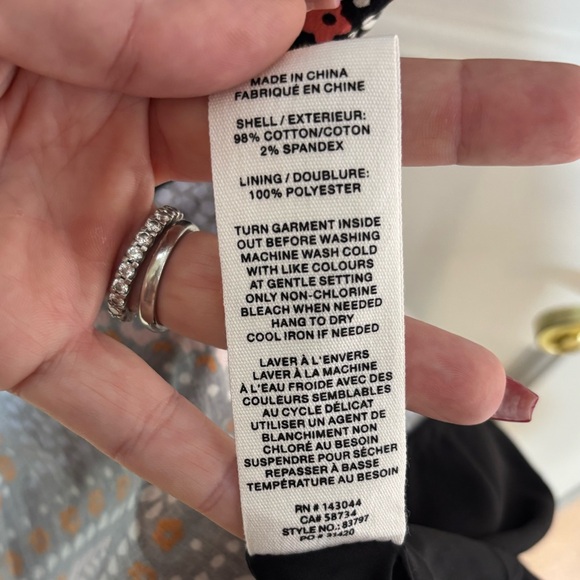 MADE IN CHINA
FABRIQUÉ EN CHINE
SHELL / EXTERIEUR:
98% COTTON/COTON
2% SPANDEX
LINING / DOUBLURE:
100% POLYESTER
TURN GARMENT INSIDE
OUT BEFORE WASHING
MACHINE WASH COLD
WITH LIKE COLOURS
AT GENTLE SETTING
ONLY NON-CHLORINE
BLEACH WHEN NEEDED
HANG TO DRY
COOL IRON IF NEEDED
LAVER À L'ENVERS
LAVER À LA MACHINE
À L'EAU FROIDE AVEC DES
COULEURS SEMBLABLES
AU CYCLE DÉLICAT
UTILISER UN AGENT DE
BLANCHIMENT NON
CHLORÉ AU BESOIN
SUSPENDRE POUR SÉCHER
REPASSER À BASSE
TEMPÉRATURE AU BESOIN
RN # 143044
CA# 58734
STYLE NO.: 83797
PO # 31420